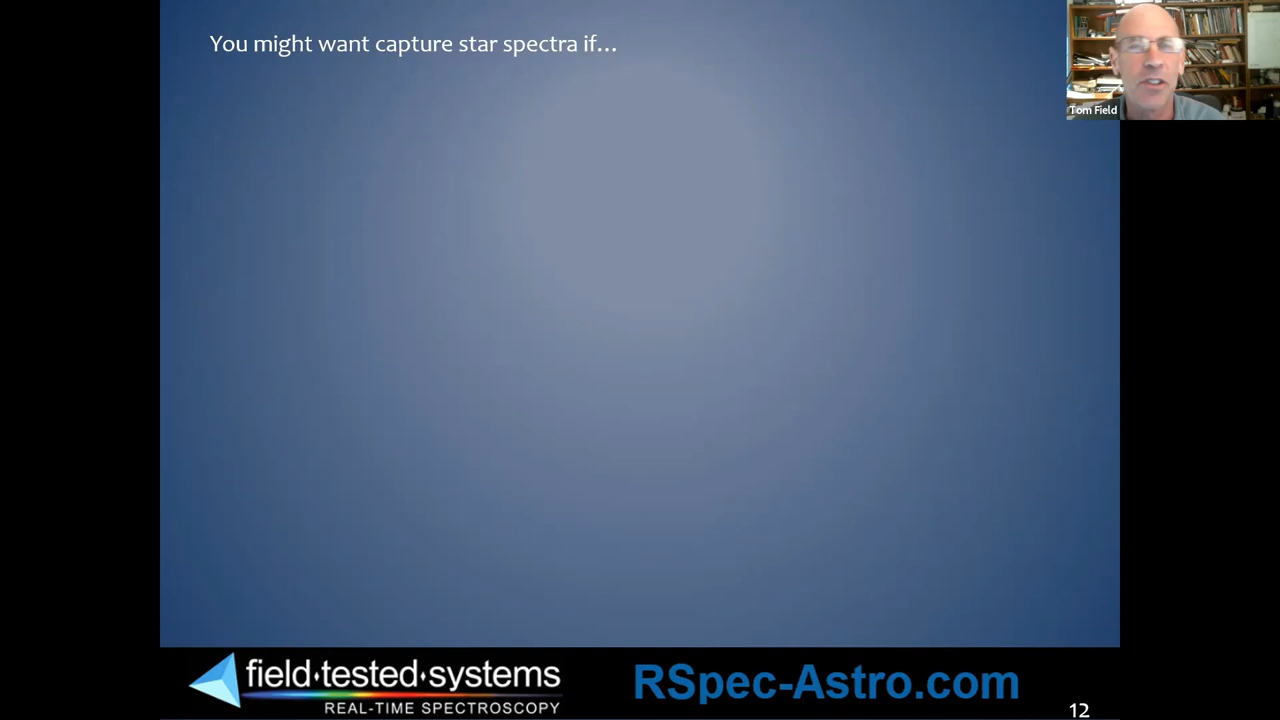 You might want capture star spectra if...
Tom Field
field·tested·systems
REAL-TIME SPECTROSCOPY
RSpec-Astro.com
12